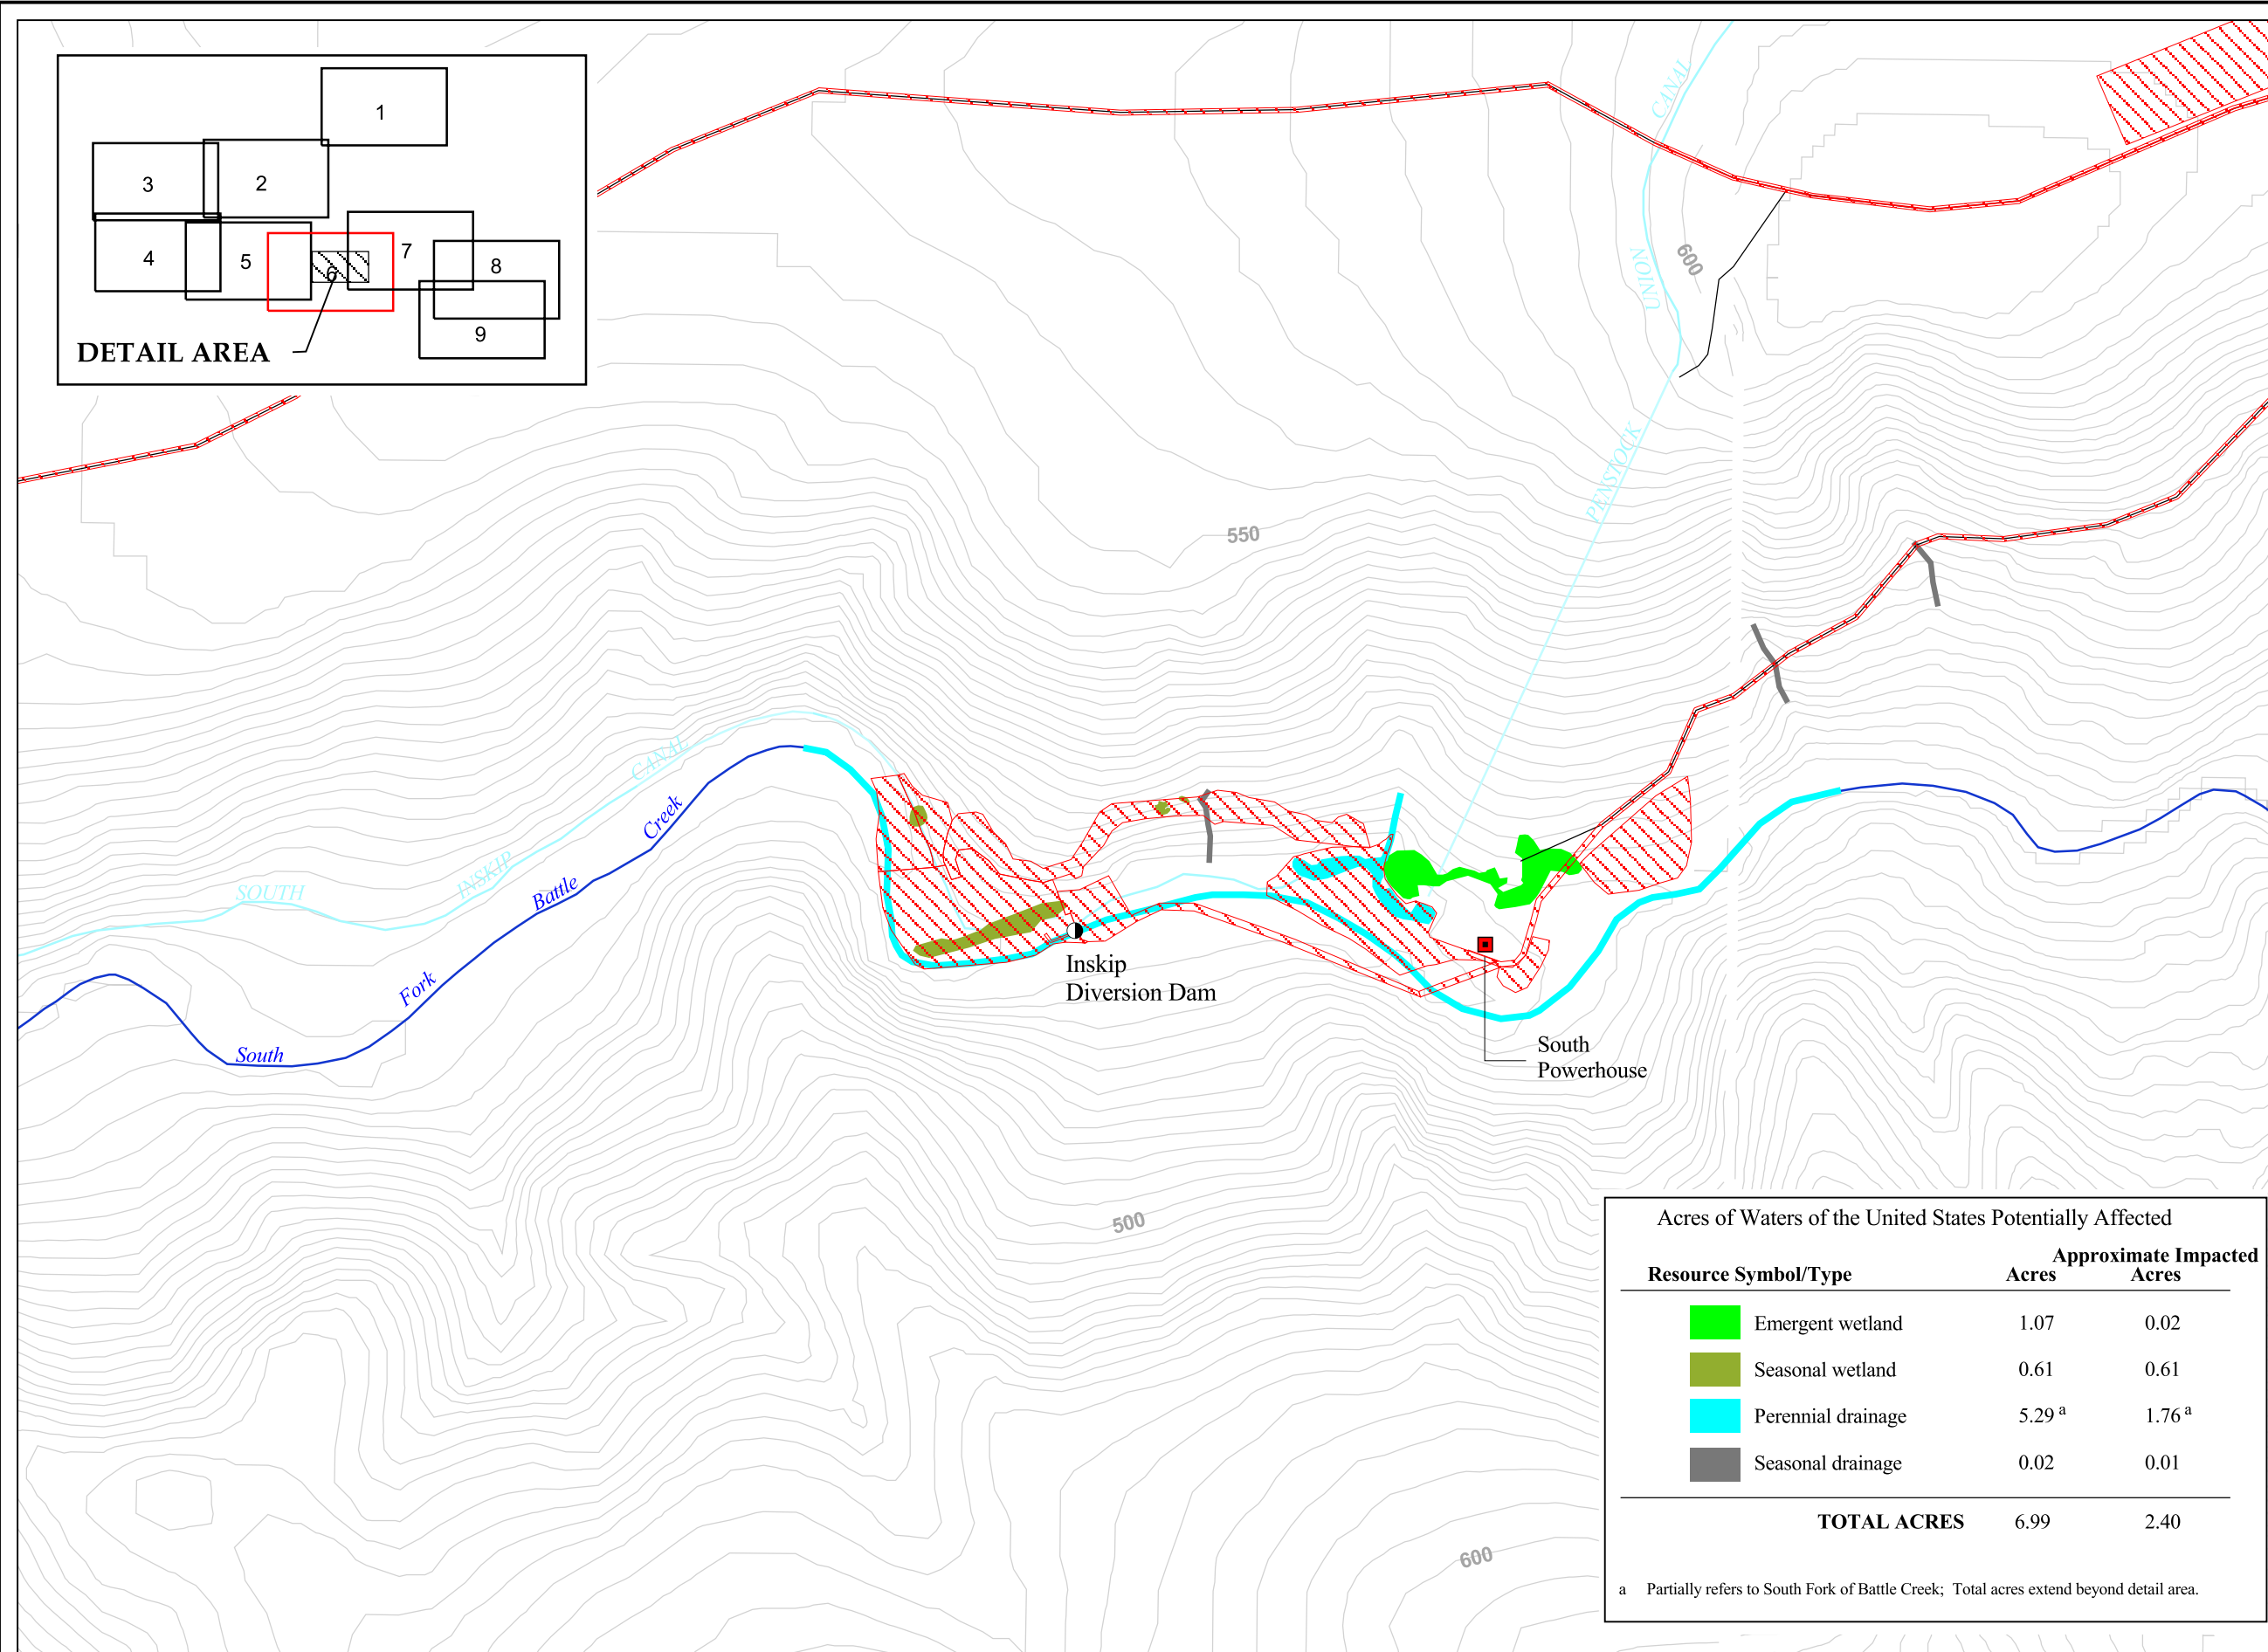 1
2
3
4
5
6
7
8
9
DETAIL AREA
CANAL
UNION
600
PENSTOCK
550
CANAL
INSKIP
SOUTH
Creek
Battle
Fork
South
Inskip
Diversion Dam
South
Powerhouse
500
600
Acres of Waters of the United States Potentially Affected
Approximate Impacted
Resource Symbol/Type Acres Acres
Emergent wetland 1.07 0.02
Seasonal wetland 0.61 0.61
Perennial drainage 5.29 a 1.76 a
Seasonal drainage 0.02 0.01
TOTAL ACRES 6.99 2.40
a Partially refers to South Fork of Battle Creek; Total acres extend beyond detail area.